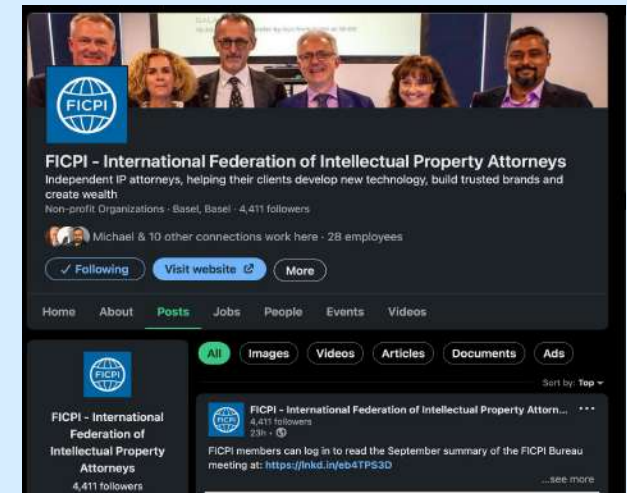 FICPI
FICPI - International Federation of Intellectual Property Attorneys
Independent IP attorneys, helping their clients develop new technology, build trusted brands and
create wealth
Non-profit Organizations · Basel, Basel · 4,411 followers
Michael & 10 other connections work here · 28 employees
✓ Following
Visit website
More
Home About Posts Jobs People Events Videos
All Images Videos Articles Documents Ads
Sort by: Top
FICPI
FICPI - International
Federation of
Intellectual Property
Attorneys
4,411 followers
FICPI
FICPI - International Federation of Intellectual Property Attorn...
4,411 followers
23h
FICPI members can log in to read the September summary of the FICPI Bureau
meeting at: https://lnkd.in/eb4TPS3D
...see more